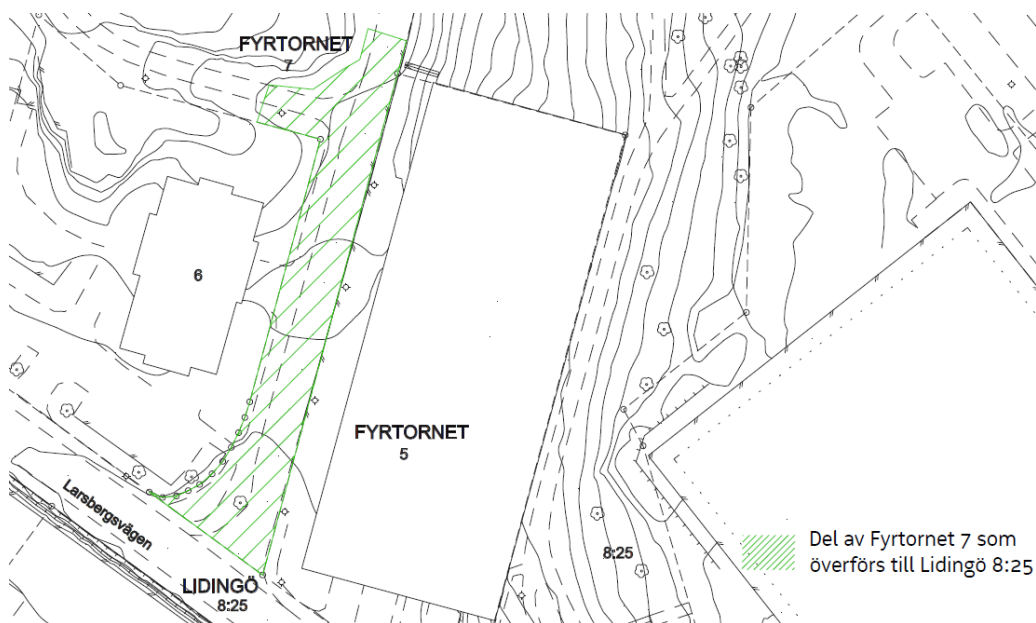 FYRTORNET
7
6
FYRTORNET
5
Larsbergsvägen
LIDINGÖ
8:25
8:25
Del av Fyrtornet 7 som
överförs till Lidingö 8:25